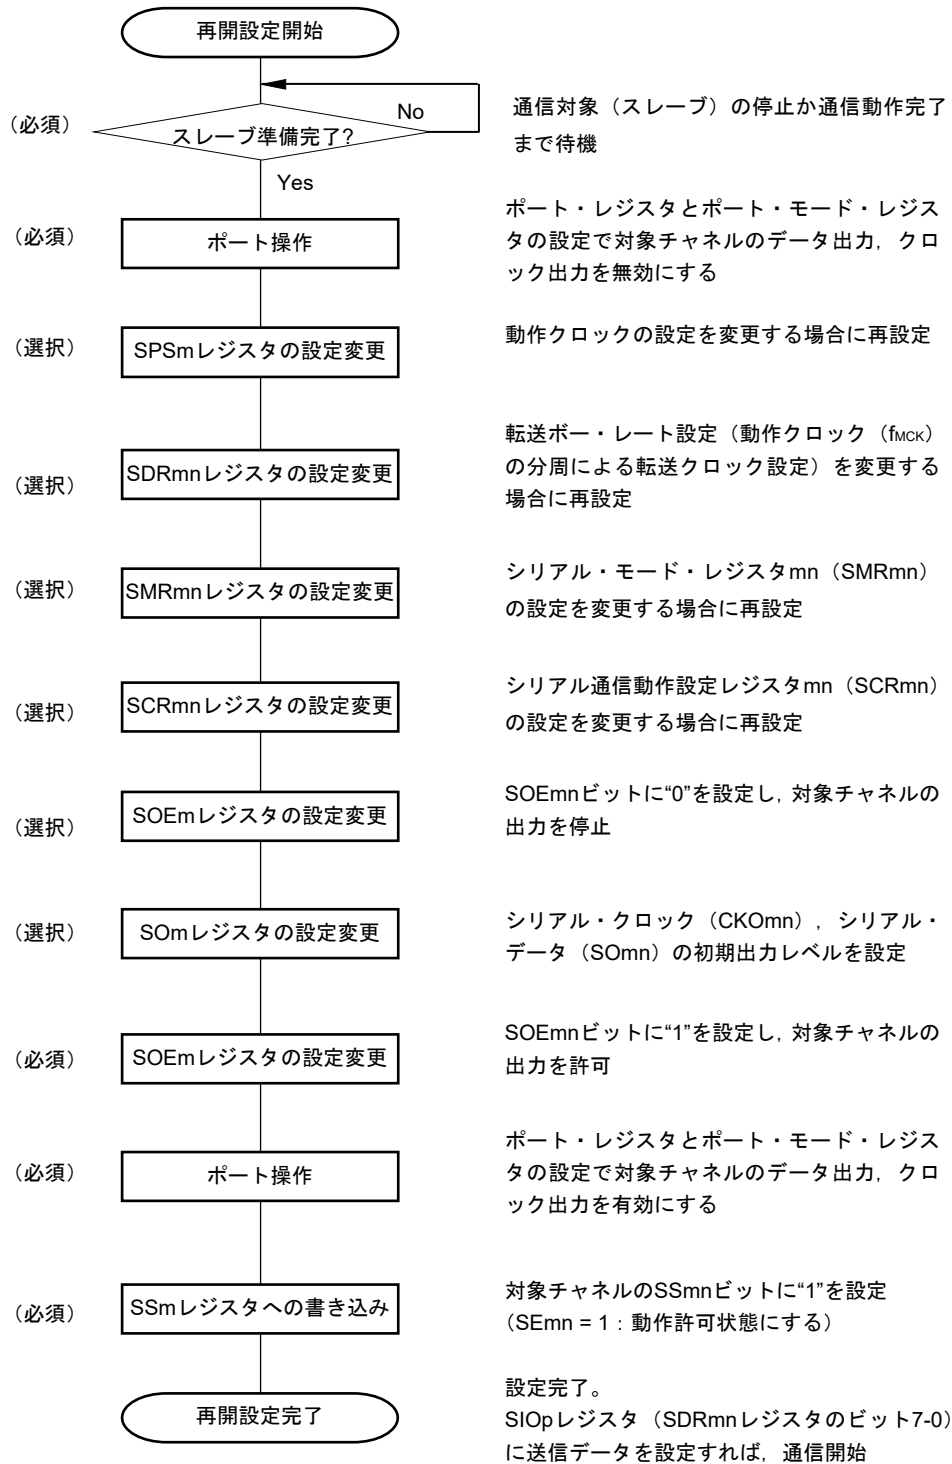 再開設定開始
No
(必須)
スレーブ準備完了?
通信対象(スレーブ)の停止か通信動作完了
まで待機
Yes
(必須)
ポート操作
ポート・レジスタとポート・モード・レジス
タの設定で対象チャネルのデータ出力,クロ
ック出力を無効にする
(選択)
SPSmレジスタの設定変更
動作クロックの設定を変更する場合に再設定
(選択)
SDRmnレジスタの設定変更
転送ボー・レート設定(動作クロック(fMCK)
の分周による転送クロック設定)を変更する
場合に再設定
(選択)
SMRmnレジスタの設定変更
シリアル・モード・レジスタmn(SMRmn)
の設定を変更する場合に再設定
(選択)
SCRmnレジスタの設定変更
シリアル通信動作設定レジスタmn(SCRmn)
の設定を変更する場合に再設定
(選択)
SOEmレジスタの設定変更
SOEmnビットに“0”を設定し,対象チャネルの
出力を停止
(選択)
SOmレジスタの設定変更
シリアル・クロック(CKOmn),シリアル・
データ(SOmn)の初期出力レベルを設定
(必須)
SOEmレジスタの設定変更
SOEmnビットに“1”を設定し,対象チャネルの
出力を許可
(必須)
ポート操作
ポート・レジスタとポート・モード・レジス
タの設定で対象チャネルのデータ出力,クロ
ック出力を有効にする
(必須)
SSmレジスタへの書き込み
対象チャネルのSSmnビットに“1”を設定
(SEmn = 1:動作許可状態にする)
再開設定完了
設定完了。
SIOpレジスタ(SDRmnレジスタのビット7-0)
に送信データを設定すれば,通信開始